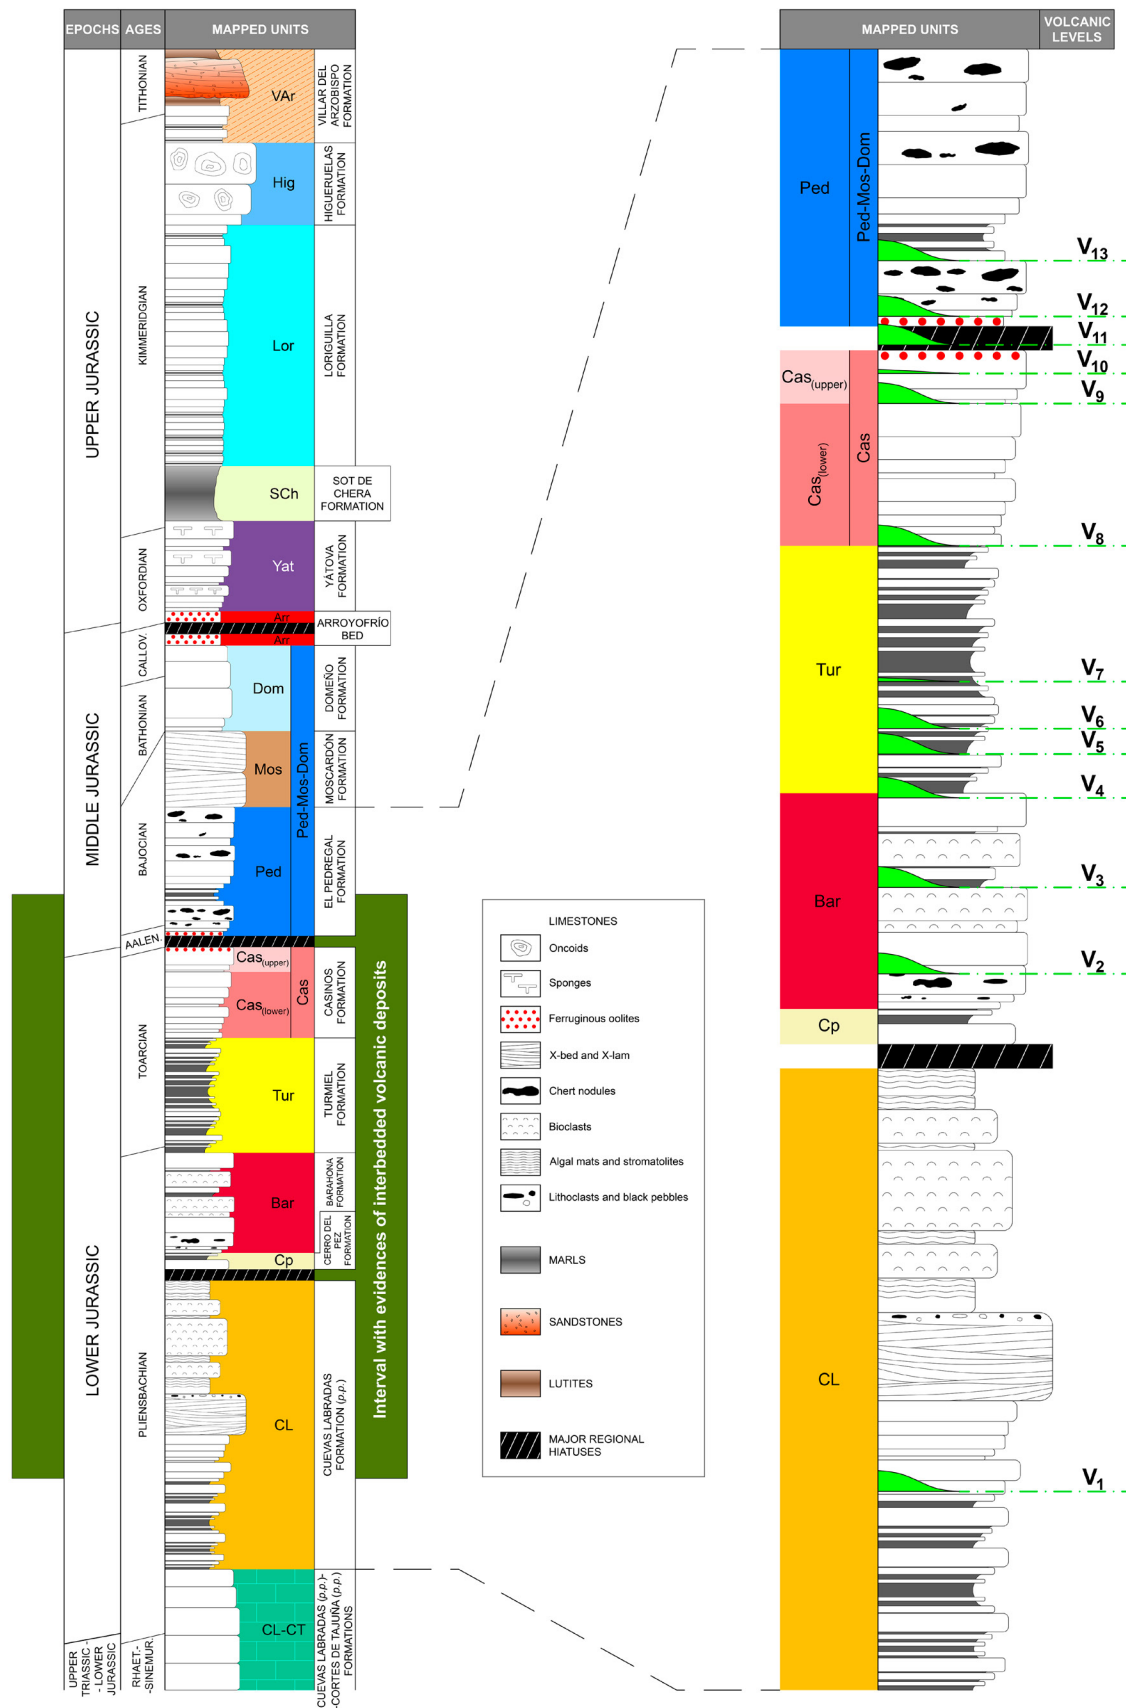 EPOCHS
AGES
MAPPED UNITS
UPPER JURASSIC
MIDDLE JURASSIC
LOWER JURASSIC
UPPER
TRIASSIC -
- LOWER
JURASSIC
TITHONIAN
KIMMERIDGIAN
OXFORDIAN
CALLOV.
BATHONIAN
BAJOCIAN
AALEN.
TOARCIAN
PLIENSBACHIAN
RHAET.-
-SINEMUR.
VAr
Hig
Lor
SCh
Yat
Arr
Arr
Dom
Mos
Ped
Ped-Mos-Dom
Cas(upper)
Cas(lower)
Cas
Tur
Bar
Cp
CL
CL-CT
VILLAR DEL
ARZOBISPO
FORMATION
HIGUERUELAS
FORMATION
LORIGUILLA
FORMATION
SOT DE
CHERA
FORMATION
YÁTOVA
FORMATION
ARROYOFRÍO
BED
DOMEÑO
FORMATION
MOSCARDÓN
FORMATION
EL PEDREGAL
FORMATION
CASINOS
FORMATION
TURMIEL
FORMATION
BARAHONA
FORMATION
CERRO DEL
PEZ
FORMATION
CUEVAS LABRADAS
FORMATION (p.p.)
CUEVAS LABRADAS (p.p.)-
-CORTES DE TAJUÑA (p.p.)
FORMATIONS
Interval with evidences of interbedded volcanic deposits
LIMESTONES
Oncoids
Sponges
Ferruginous oolites
X-bed and X-lam
Chert nodules
Bioclasts
Algal mats and stromatolites
Lithoclasts and black pebbles
MARLS
SANDSTONES
LUTITES
MAJOR REGIONAL
HIATUSES
MAPPED UNITS
VOLCANIC
LEVELS
Ped
Ped-Mos-Dom
Cas(upper)
Cas(lower)
Cas
Tur
Bar
Cp
CL
V13
V12
V11
V10
V9
V8
V7
V6
V5
V4
V3
V2
V1